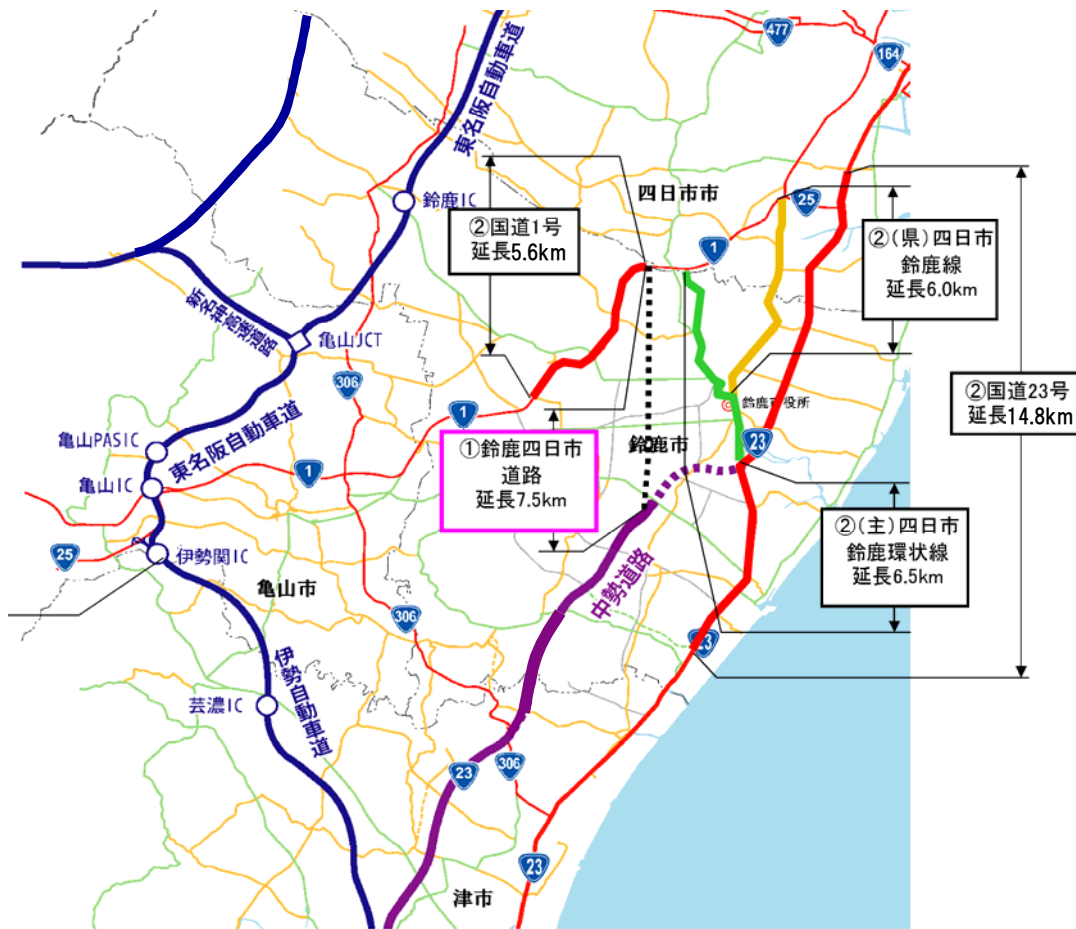 477
164
東名阪自動車道
四日市市
鈴鹿IC
25
②国道1号
延長5.6km
1
②(県)四日市
鈴鹿線
延長6.0km
新名神高速道路
亀山JCT
306
②国道23号
延長14.8km
鈴鹿市役所
1
亀山PASIC
東名阪自動車道
鈴鹿市
23
①鈴鹿四日市
道路
延長7.5km
1
亀山IC
②(主)四日市
鈴鹿環状線
延長6.5km
25
伊勢関IC
亀山市
中勢道路
306
23
伊勢自動車道
芸濃IC
306
23
23
津市